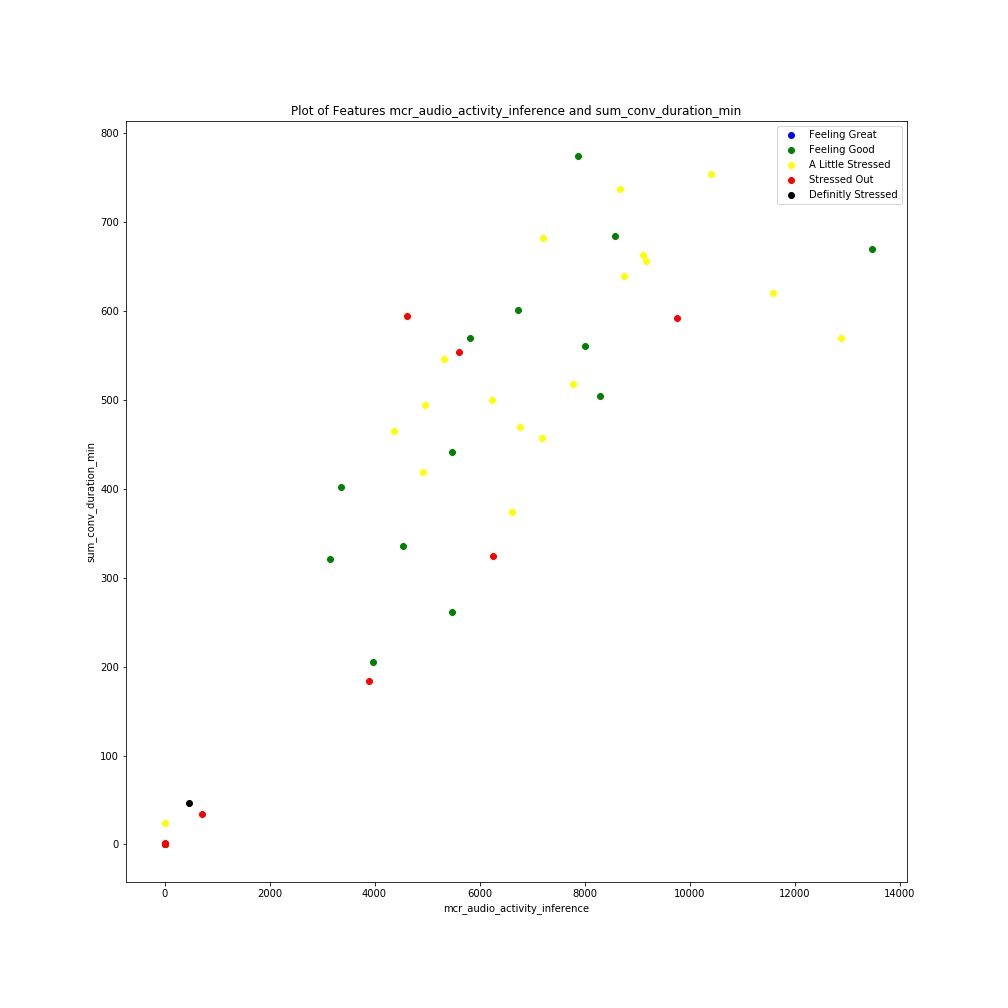 Plot of Features mcr_audio_activity_inference and sum_conv_duration_min
Feeling Great
Feeling Good
A Little Stressed
Stressed Out
Definitly Stressed
800
700
600
500
400
300
200
100
0
sum_conv_duration_min
0 2000 4000 6000 8000 10000 12000 14000
mcr_audio_activity_inference